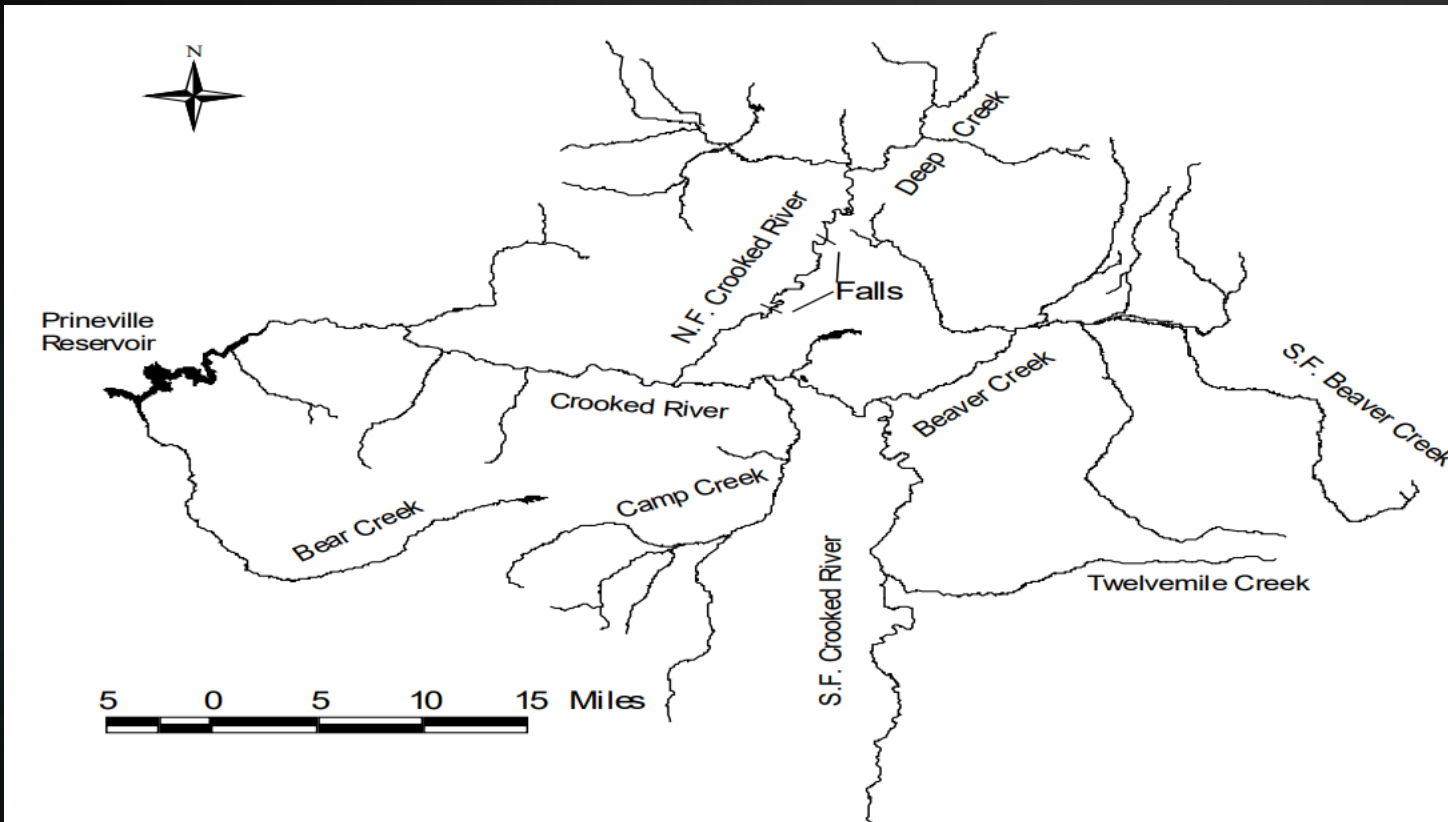 N
Deep Creek
N.F. Crooked River
Falls
Prineville
Reservoir
Crooked River
Beaver Creek
S.F. Beaver Creek
Camp Creek
Bear Creek
S.F. Crooked River
Twelvemile Creek
5 0 5 10 15 Miles